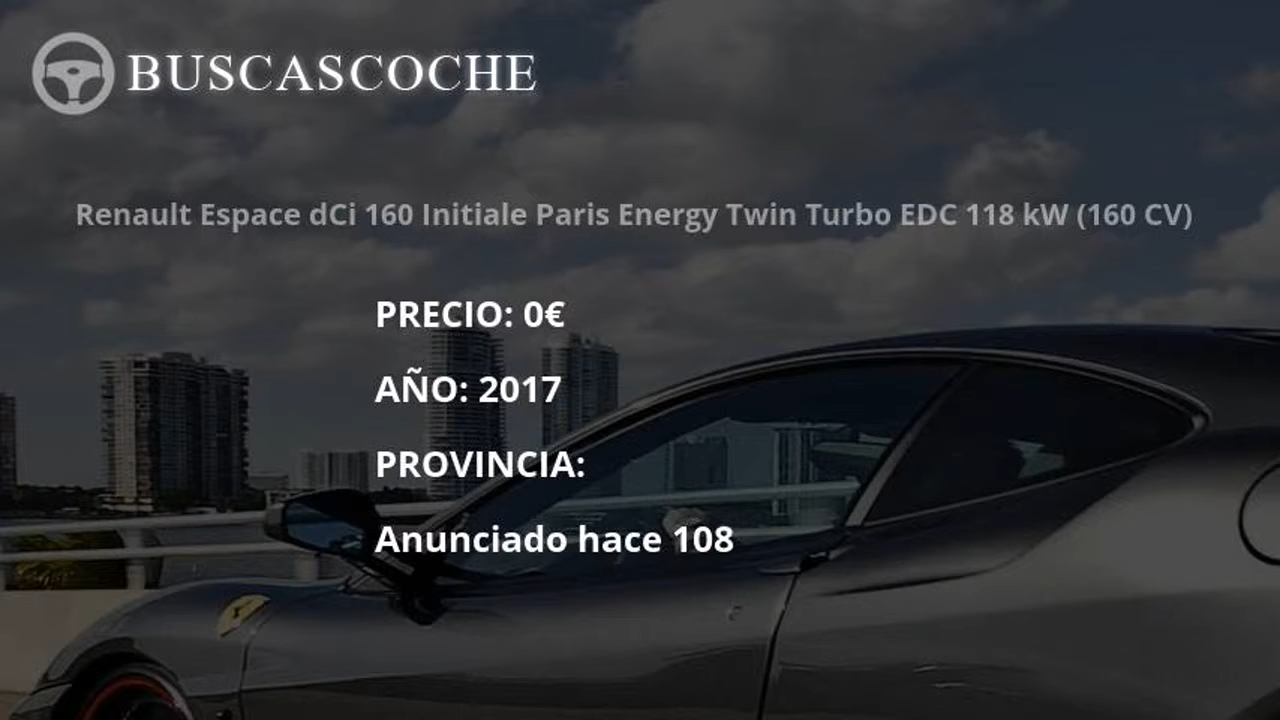 BUSCASCOCHE
Renault Espace dCi 160 Initiale Paris Energy Twin Turbo EDC 118 kW (160 CV)
PRECIO: 0€
AÑO: 2017
PROVINCIA:
Anunciado hace 108